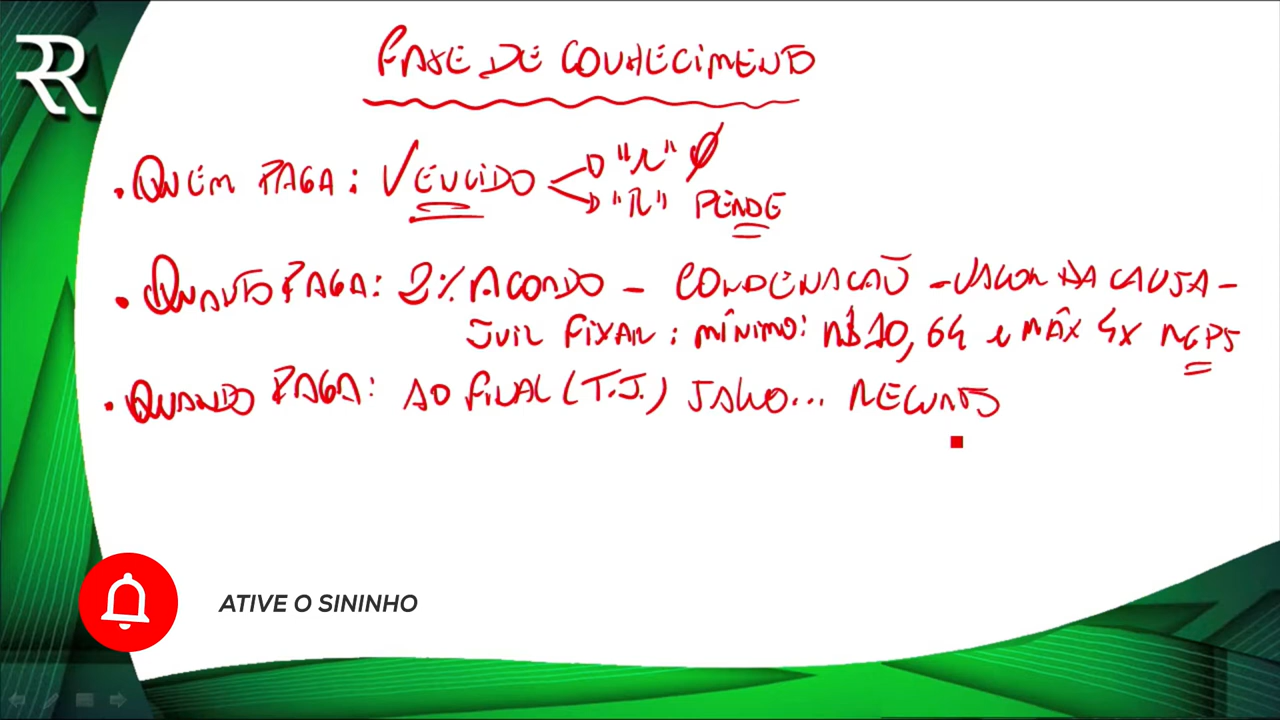 FASE DE CONHECIMENTO
• QUEM PAGA: VENCIDO "R" Ø
"R" PERDE
• QUANTO PAGA: 2% ACORDO - CONDENAÇÃO - VALOR DA CAUSA -
JUIZ FIXAR: MÍNIMO: R$10,64 e MÁX 4X RGPS
• QUANDO PAGA: AO FINAL (T.J.) SALVO... RECURSO
ATIVE O SININHO